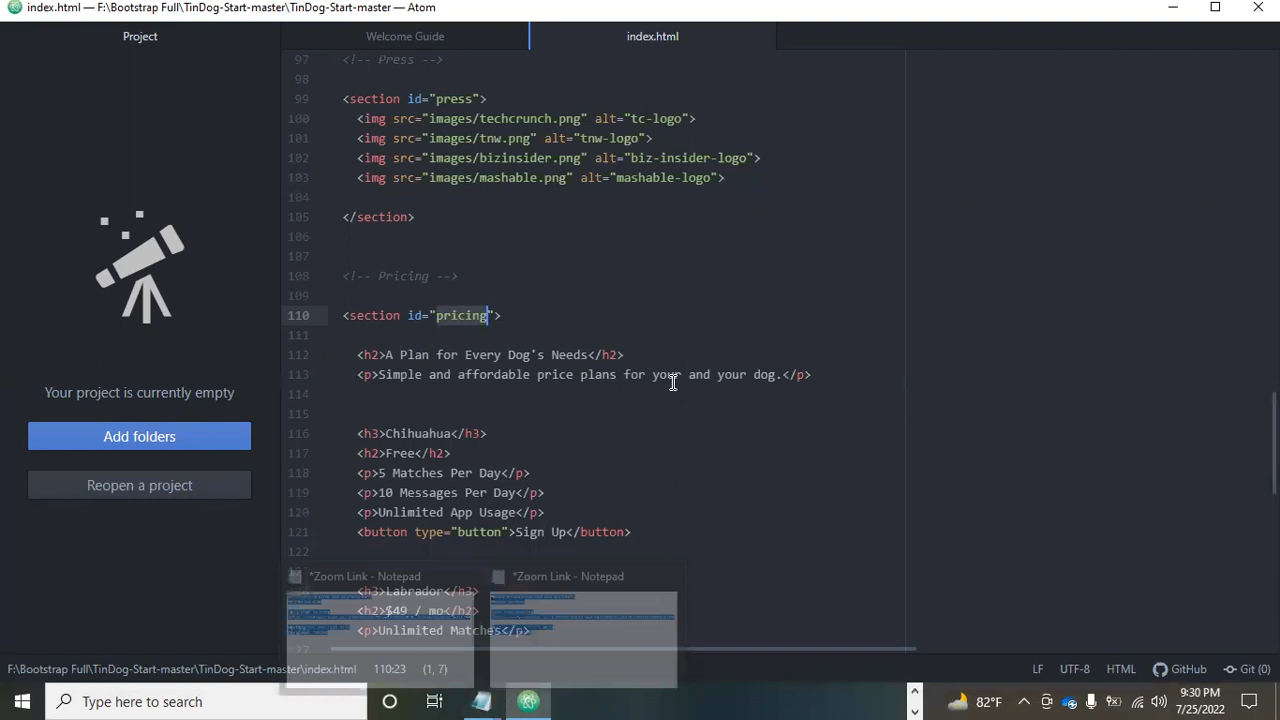 index.html — F:\Bootstrap Full\TinDog-Start-master\TinDog-Start-master — Atom
Project
Welcome Guide
index.html
97 <!-- Press -->
98
99 <section id="press">
100 <img src="images/techcrunch.png" alt="tc-logo">
101 <img src="images/tnw.png" alt="tnw-logo">
102 <img src="images/bizinsider.png" alt="biz-insider-logo">
103 <img src="images/mashable.png" alt="mashable-logo">
104
105 </section>
106
107
108 <!-- Pricing -->
109
110 <section id="pricing">
111
112 <h2>A Plan for Every Dog's Needs</h2>
113 <p>Simple and affordable price plans for your and your dog.</p>
114
115
116 <h3>Chihuahua</h3>
117 <h2>Free</h2>
118 <p>5 Matches Per Day</p>
119 <p>10 Messages Per Day</p>
120 <p>Unlimited App Usage</p>
121 <button type="button">Sign Up</button>
122
<h3>Labrador</h3>
<h2>$49 / mo</h2>
<p>Unlimited Matches</p>
Your project is currently empty
Add folders
Reopen a project
*Zoom Link - Notepad
*Zoom Link - Notepad
F:\Bootstrap Full\TinDog-Start-master\TinDog-Start-master\index.html 110:23 (1, 7)
LF UTF-8 HTML GitHub Git (0)
Type here to search
82°F
9:30 PM
7/25/2022